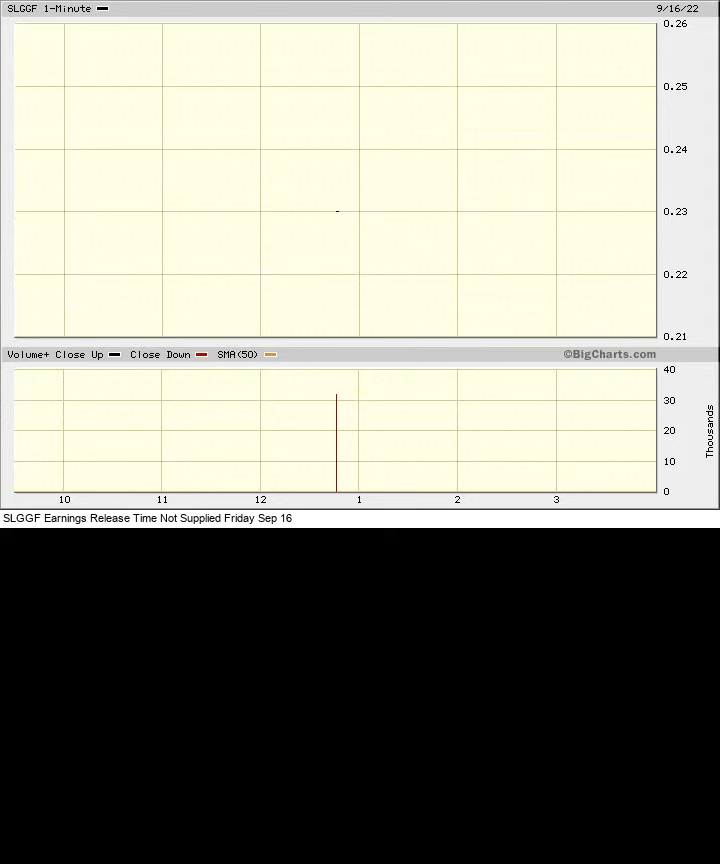 SLGGF 1-Minute 9/16/22
0.26
0.25
0.24
0.23
0.22
0.21
Volume+ Close Up Close Down SMA(50) ©BigCharts.com
40
30
20
10
0
Thousands
10 11 12 1 2 3
SLGGF Earnings Release Time Not Supplied Friday Sep 16